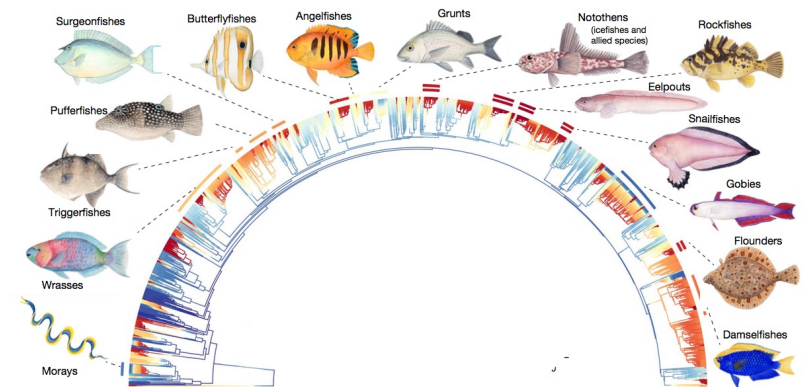 Surgeonfishes
Butterflyfishes
Angelfishes
Grunts
Notothens
(icefishes and
allied species)
Rockfishes
Eelpouts
Pufferfishes
Snailfishes
Triggerfishes
Gobies
Flounders
Wrasses
Damselfishes
Morays